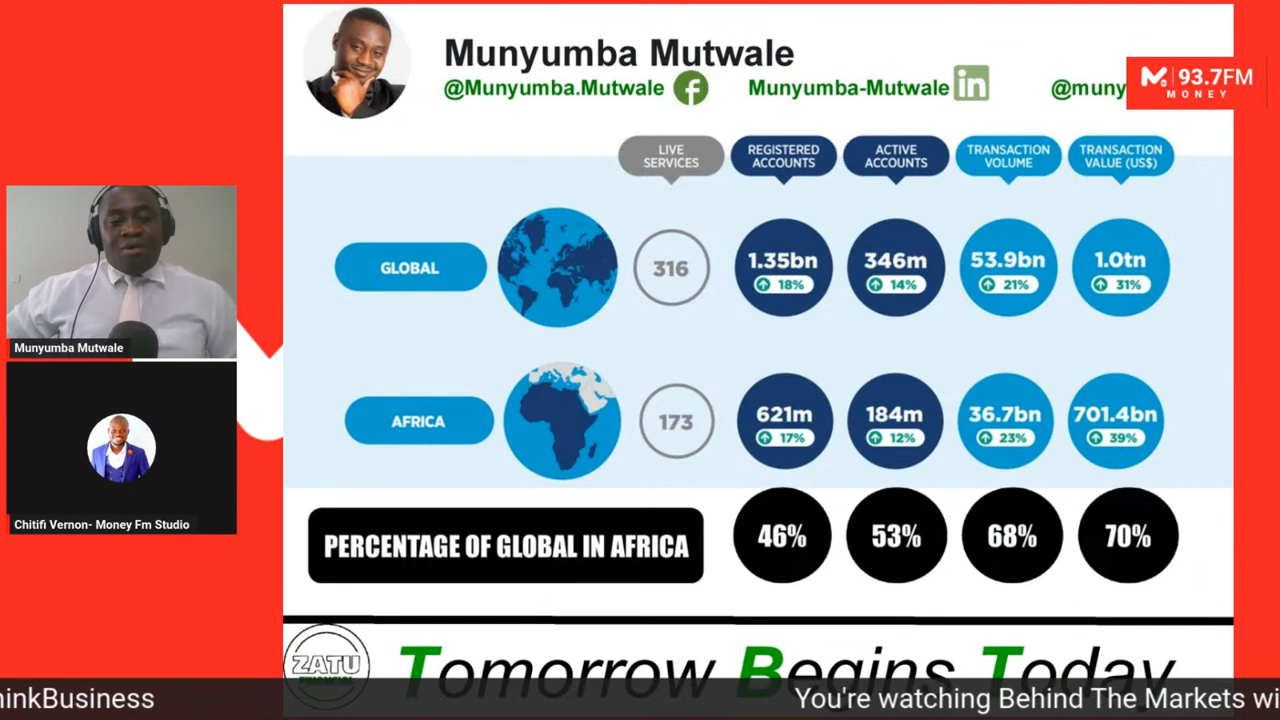 Munyumba Mutwale
@Munyumba.Mutwale
Munyumba-Mutwale
in
@muny
M | 93.7FM
MONEY
LIVE
SERVICES
REGISTERED
ACCOUNTS
ACTIVE
ACCOUNTS
TRANSACTION
VOLUME
TRANSACTION
VALUE (US$)
GLOBAL
316
1.35bn
18%
346m
14%
53.9bn
21%
1.0tn
31%
AFRICA
173
621m
17%
184m
12%
36.7bn
23%
701.4bn
39%
PERCENTAGE OF GLOBAL IN AFRICA
46%
53%
68%
70%
Munyumba Mutwale
Chitifi Vernon- Money Fm Studio
ZATU
FINANCIAL
Tomorrow Begins Today
inkBusiness
You're watching Behind The Markets wi